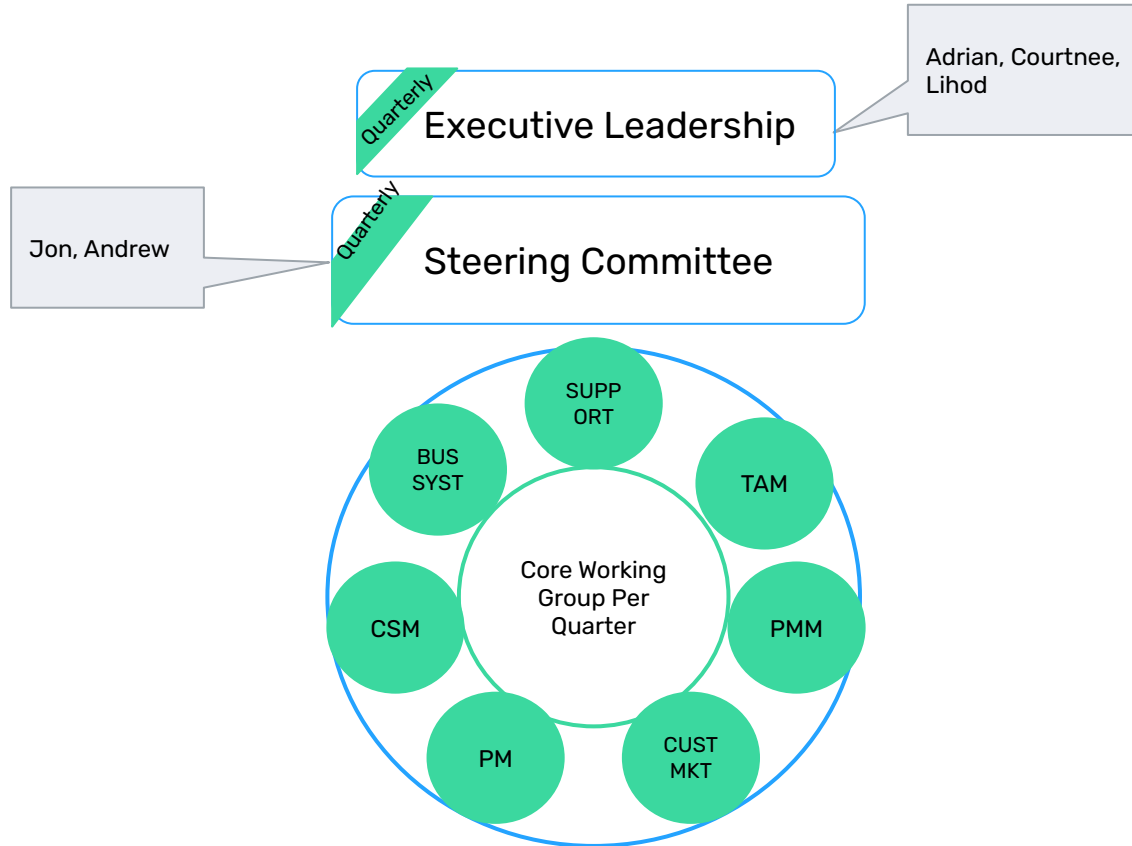 Adrian, Courtnee,
Lihod
Quarterly
Executive Leadership
Quarterly
Jon, Andrew
Steering Committee
SUPP
ORT
BUS
SYST
TAM
Core Working
Group Per
Quarter
CSM
PMM
PM
CUST
MKT